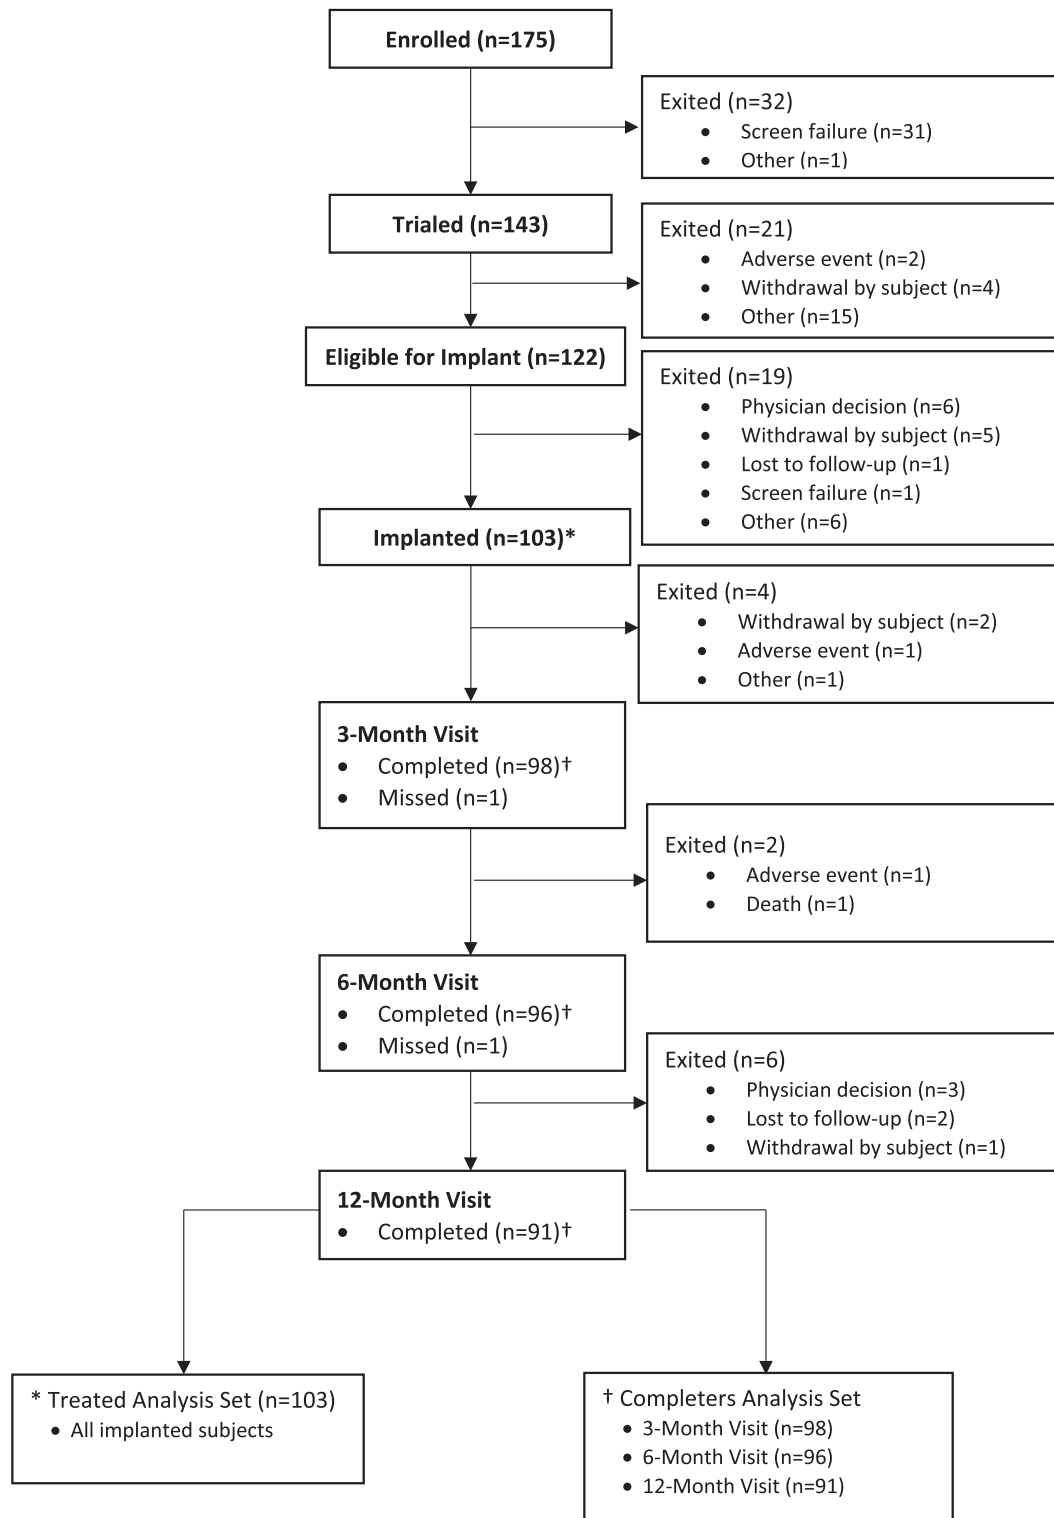 Enrolled (n=175)
Exited (n=32)
• Screen failure (n=31)
• Other (n=1)
Trialed (n=143)
Exited (n=21)
• Adverse event (n=2)
• Withdrawal by subject (n=4)
• Other (n=15)
Eligible for Implant (n=122)
Exited (n=19)
• Physician decision (n=6)
• Withdrawal by subject (n=5)
• Lost to follow-up (n=1)
• Screen failure (n=1)
• Other (n=6)
Implanted (n=103)*
Exited (n=4)
• Withdrawal by subject (n=2)
• Adverse event (n=1)
• Other (n=1)
3-Month Visit
• Completed (n=98)†
• Missed (n=1)
Exited (n=2)
• Adverse event (n=1)
• Death (n=1)
6-Month Visit
• Completed (n=96)†
• Missed (n=1)
Exited (n=6)
• Physician decision (n=3)
• Lost to follow-up (n=2)
• Withdrawal by subject (n=1)
12-Month Visit
• Completed (n=91)†
* Treated Analysis Set (n=103)
• All implanted subjects
† Completers Analysis Set
• 3-Month Visit (n=98)
• 6-Month Visit (n=96)
• 12-Month Visit (n=91)